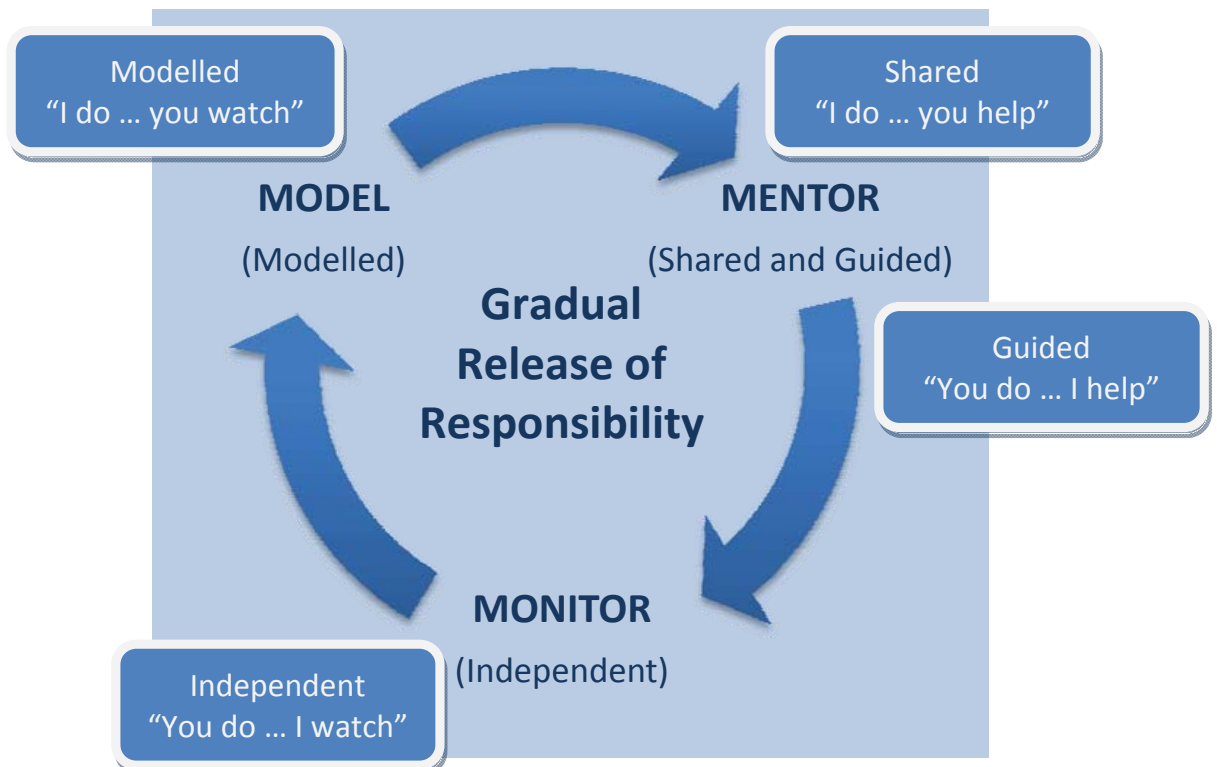 Modelled
“I do … you watch”
Shared
“I do … you help”
MODEL
(Modelled)
MENTOR
(Shared and Guided)
Gradual
Release of
Responsibility
Guided
“You do … I help”
MONITOR
(Independent)
Independent
“You do … I watch”